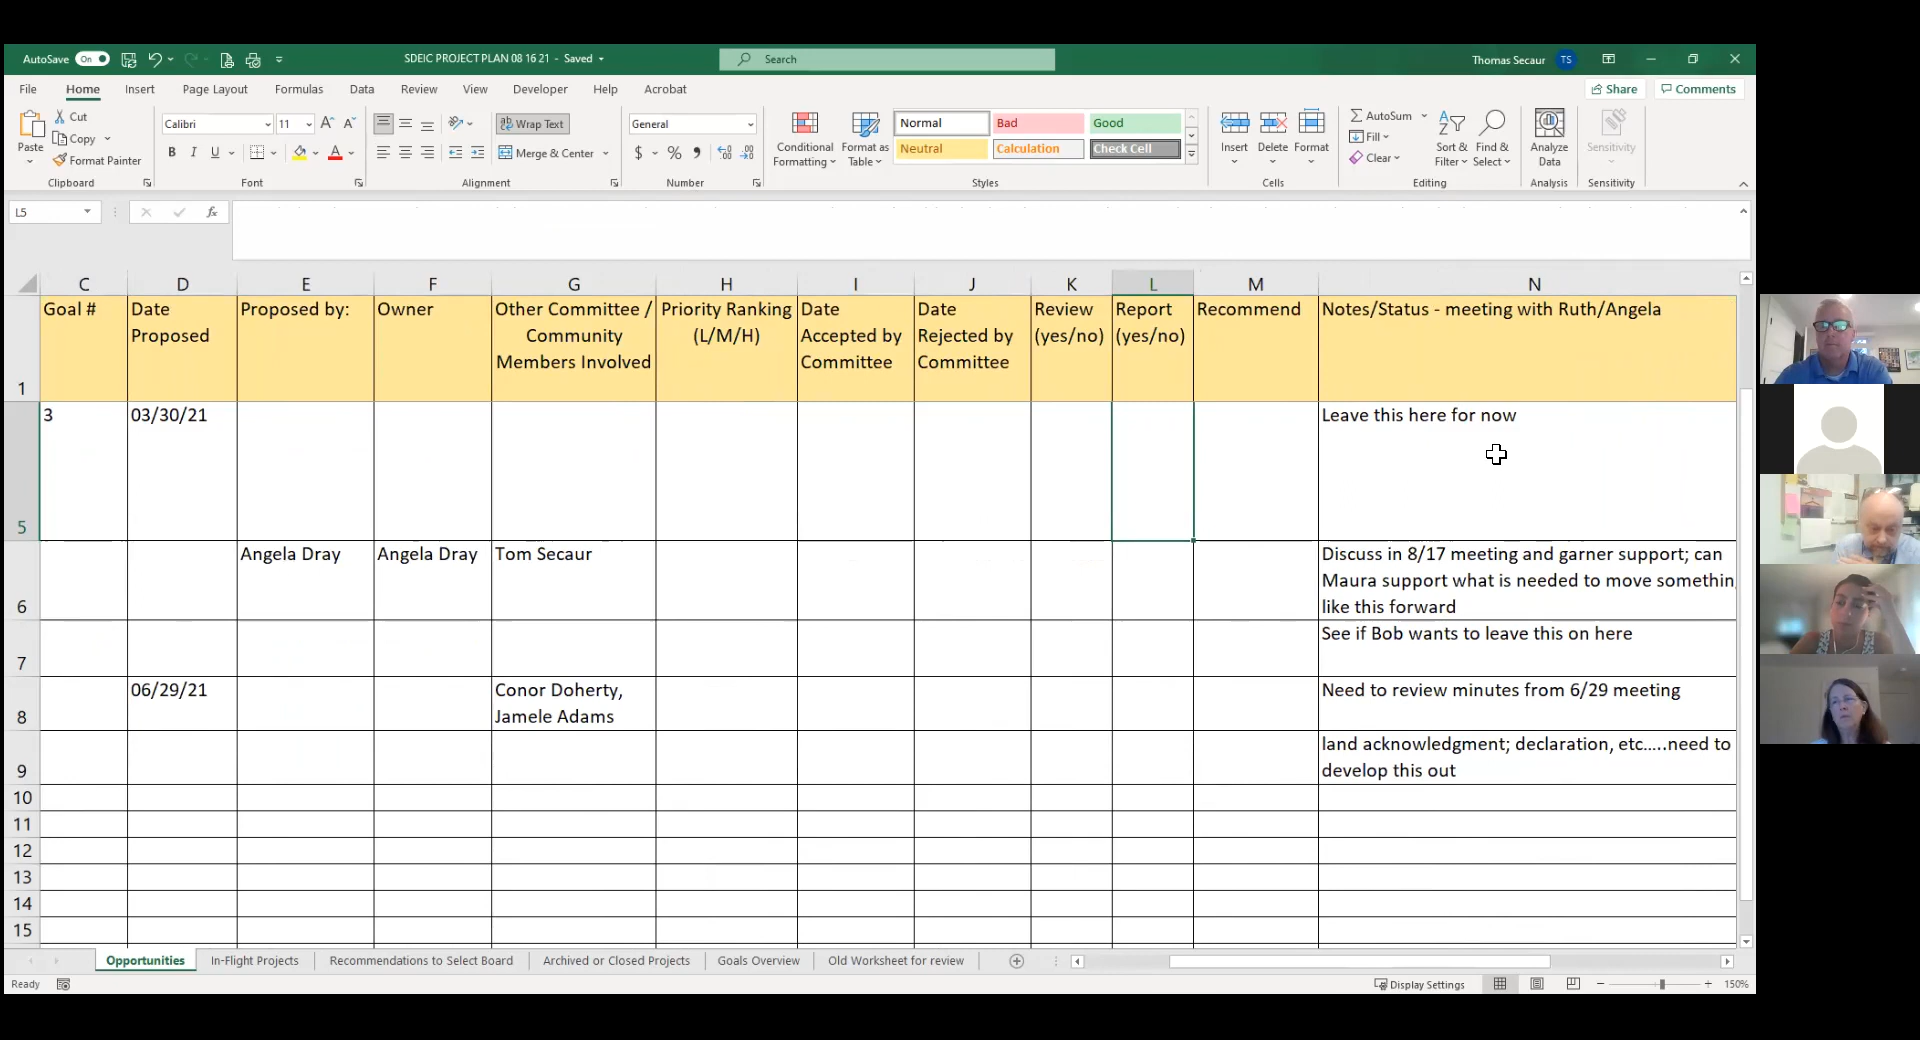 AutoSave On SDEIC PROJECT PLAN 08 16 21 - Saved Search Thomas Secaur TS
File Home Insert Page Layout Formulas Data Review View Developer Help Acrobat Share Comments
Paste Cut Copy Format Painter
Calibri 11 B I U A A A
ab Wrap Text
Merge & Center
General
$ % 9
Conditional Formatting Format as Table
Normal Bad Good
Neutral Calculation Check Cell
Insert Delete Format
AutoSum Fill Clear Sort & Filter Find & Select
Analyze Data Sensitivity
Clipboard Font Alignment Number Styles Cells Editing Analysis Sensitivity
L5 fx
C D E F G H I J K L M N
1 Goal # Date Proposed Proposed by: Owner Other Committee / Community Members Involved Priority Ranking (L/M/H) Date Accepted by Committee Date Rejected by Committee Review (yes/no) Report (yes/no) Recommend Notes/Status - meeting with Ruth/Angela
5 3 03/30/21 Leave this here for now
6 Angela Dray Angela Dray Tom Secaur Discuss in 8/17 meeting and garner support; can
Maura support what is needed to move somethin
like this forward
7 See if Bob wants to leave this on here
8 06/29/21 Conor Doherty, Jamele Adams Need to review minutes from 6/29 meeting
9 land acknowledgment; declaration, etc.....need to
develop this out
10
11
12
13
14
15
Opportunities In-Flight Projects Recommendations to Select Board Archived or Closed Projects Goals Overview Old Worksheet for review
Ready Display Settings 150%